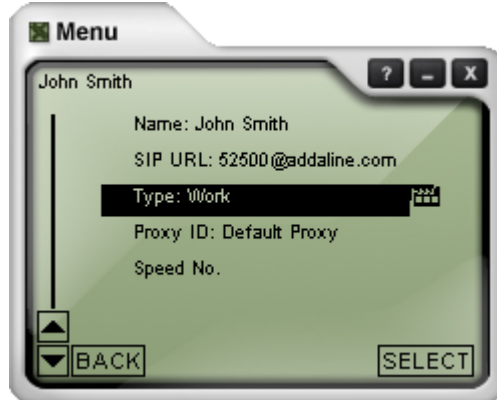 Menu
? - X
John Smith
Name: John Smith
SIP URL: 52500@addaline.com
Type: Work
Proxy ID: Default Proxy
Speed No.
BACK
SELECT